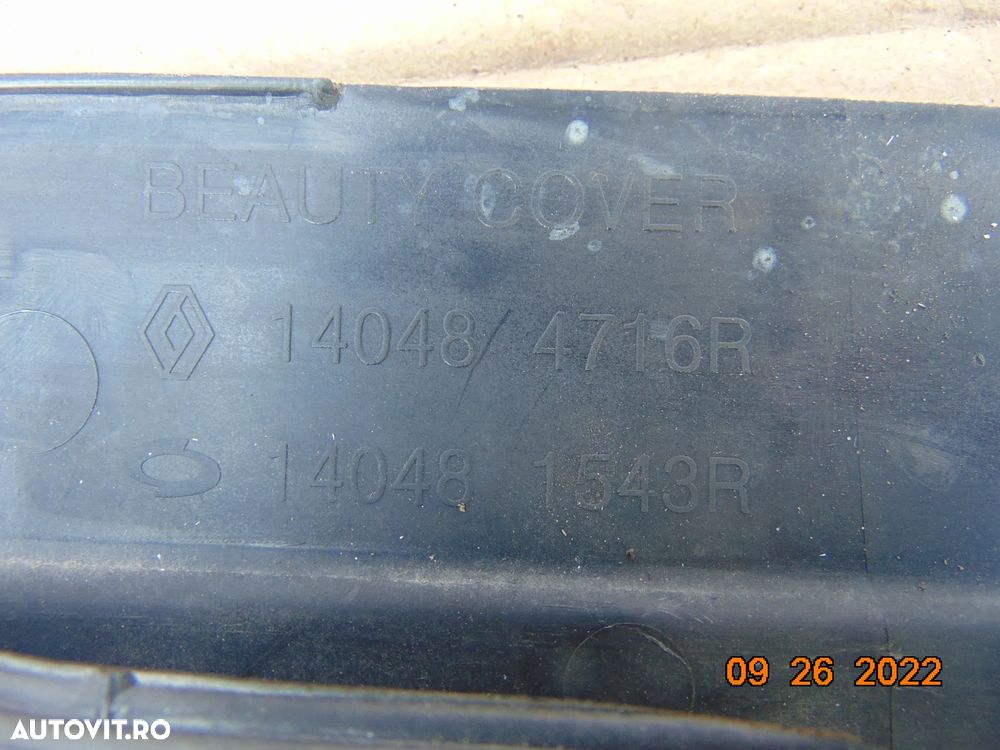 BEAUTY COVER
14048 4716R
14048 1543R
09 26 2022
AUTOVIT.RO